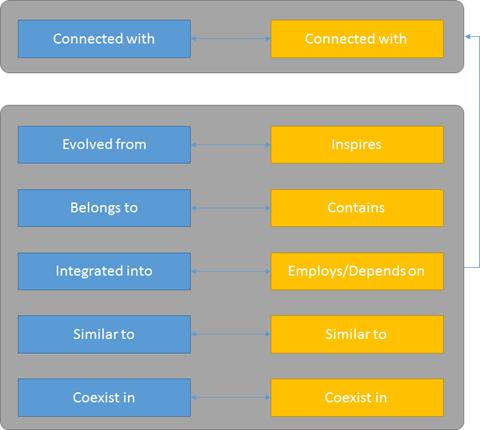 Connected with Connected with
Evolved from Inspires
Belongs to Contains
Integrated into Employs/Depends on
Similar to Similar to
Coexist in Coexist in